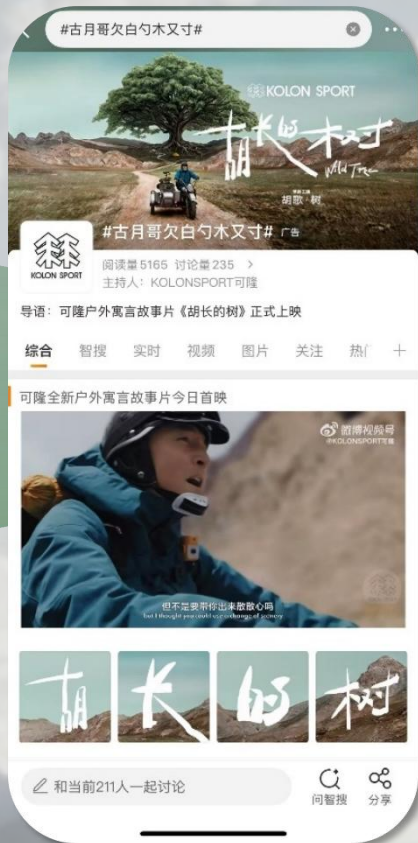 #古月哥欠白勺木又寸#
KOLON SPORT
胡长的树
Wild Tree
胡歌·树
KOLON SPORT
#古月哥欠白勺木又寸# 广告
阅读量5165 讨论量235 >
主持人：KOLONSPORT可隆
导语：可隆户外寓言故事片《胡长的树》正式上映
综合 智搜 实时 视频 图片 关注 热门
可隆全新户外寓言故事片今日首映
微博视频号
@KOLONSPORT可隆
但不是要带你出来散散心吗
but I thought you could use a change of scenery
胡 长 的 树
和当前211人一起讨论
问智搜 分享